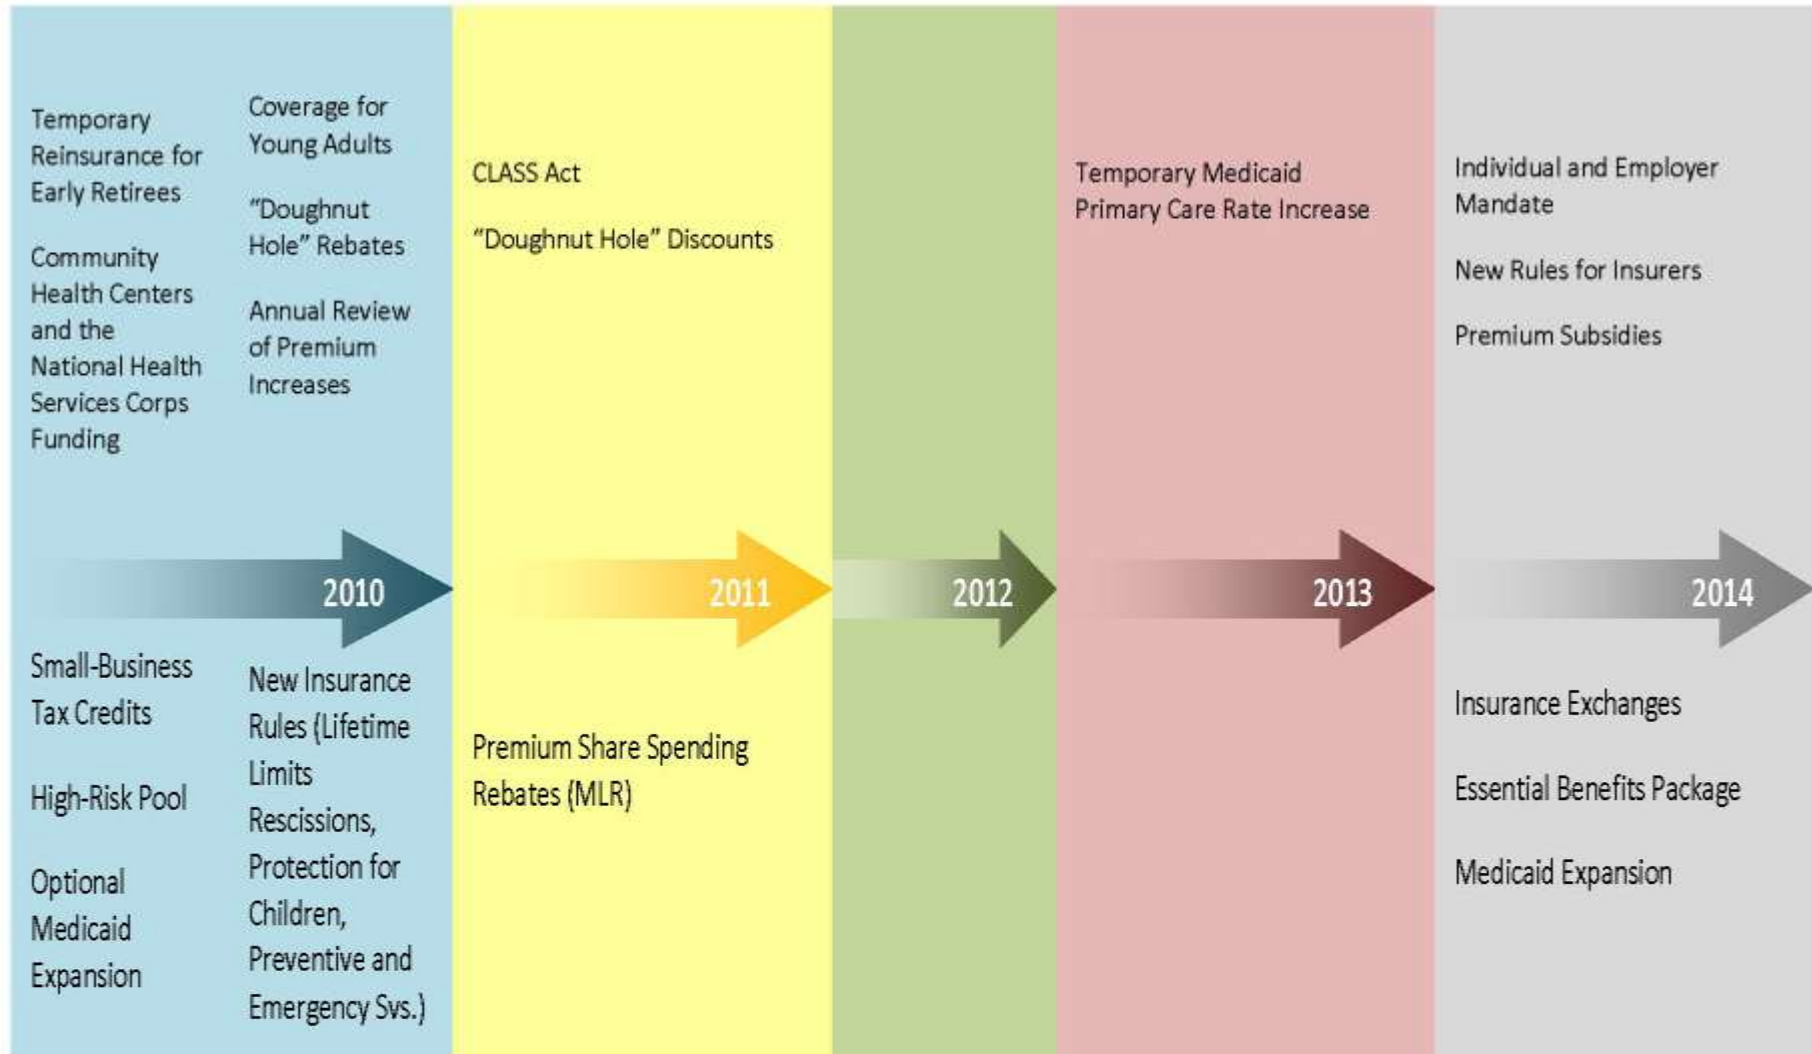 Temporary
Reinsurance for
Early Retirees
Community
Health Centers
and the
National Health
Services Corps
Funding
Coverage for
Young Adults
“Doughnut
Hole” Rebates
Annual Review
of Premium
Increases
CLASS Act
“Doughnut Hole” Discounts
Temporary Medicaid
Primary Care Rate Increase
Individual and Employer
Mandate
New Rules for Insurers
Premium Subsidies
2010
2011
2012
2013
2014
Small-Business
Tax Credits
High-Risk Pool
Optional
Medicaid
Expansion
New Insurance
Rules (Lifetime
Limits
Rescissions,
Protection for
Children,
Preventive and
Emergency Svs.)
Premium Share Spending
Rebates (MLR)
Insurance Exchanges
Essential Benefits Package
Medicaid Expansion